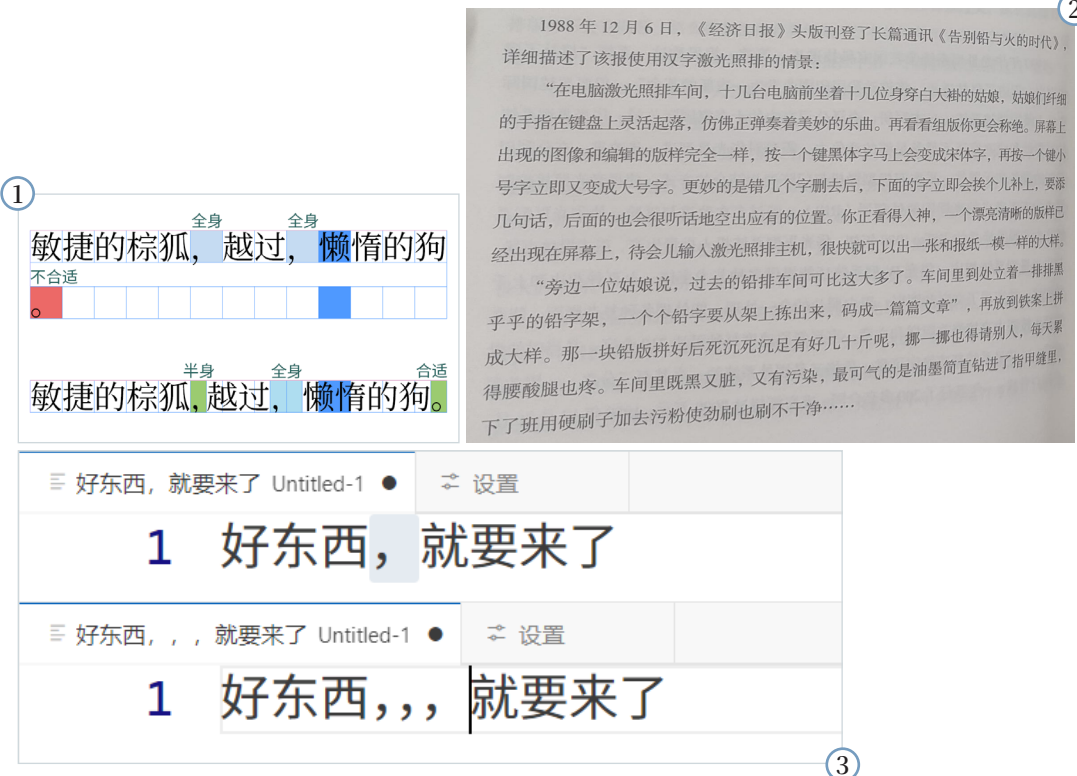 ①
全身 全身
敏捷的棕狐，越过，懒惰的狗
不合适
。
半身 全身 合适
敏捷的棕狐，越过，懒惰的狗。
②
1988 年 12 月 6 日，《经济日报》头版刊登了长篇通讯《告别铅与火的时代》，
详细描述了该报使用汉字激光照排的情景：
“在电脑激光照排车间，十几台电脑前坐着十几位身穿白大褂的姑娘，姑娘们纤细
的手指在键盘上灵活起落，仿佛正弹奏着美妙的乐曲。再看看组版你更会称绝。屏幕上
出现的图像和编辑的版样完全一样，按一个键黑体字马上会变成宋体字，再按一个键小
号字立即又变成大号字。更妙的是错几个字删去后，下面的字立即会挨个儿补上，要添
几句话，后面的也会很听话地空出应有的位置。你正看得入神，一个漂亮清晰的版样已
经出现在屏幕上，待会儿输入激光照排主机，很快就可以出一张和报纸一模一样的大样。
“旁边一位姑娘说，过去的铅排车间可比这大多了。车间里到处立着一排排黑
乎乎的铅字架，一个个铅字要从架上拣出来，码成一篇篇文章”，再放到铁案上拼
成大样。那一块铅版拼好后死沉死沉足有好几十斤呢，挪一挪也得请别人，每天累
得腰酸腿也疼。车间里既黑又脏，又有污染，最可气的是油墨简直钻进了指甲缝里，
下了班用硬刷子加去污粉使劲刷也刷不干净……
好东西，就要来了 Untitled-1 ● 设置
1 好东西，就要来了
好东西，，，就要来了 Untitled-1 ● 设置
1 好东西，，，就要来了
③